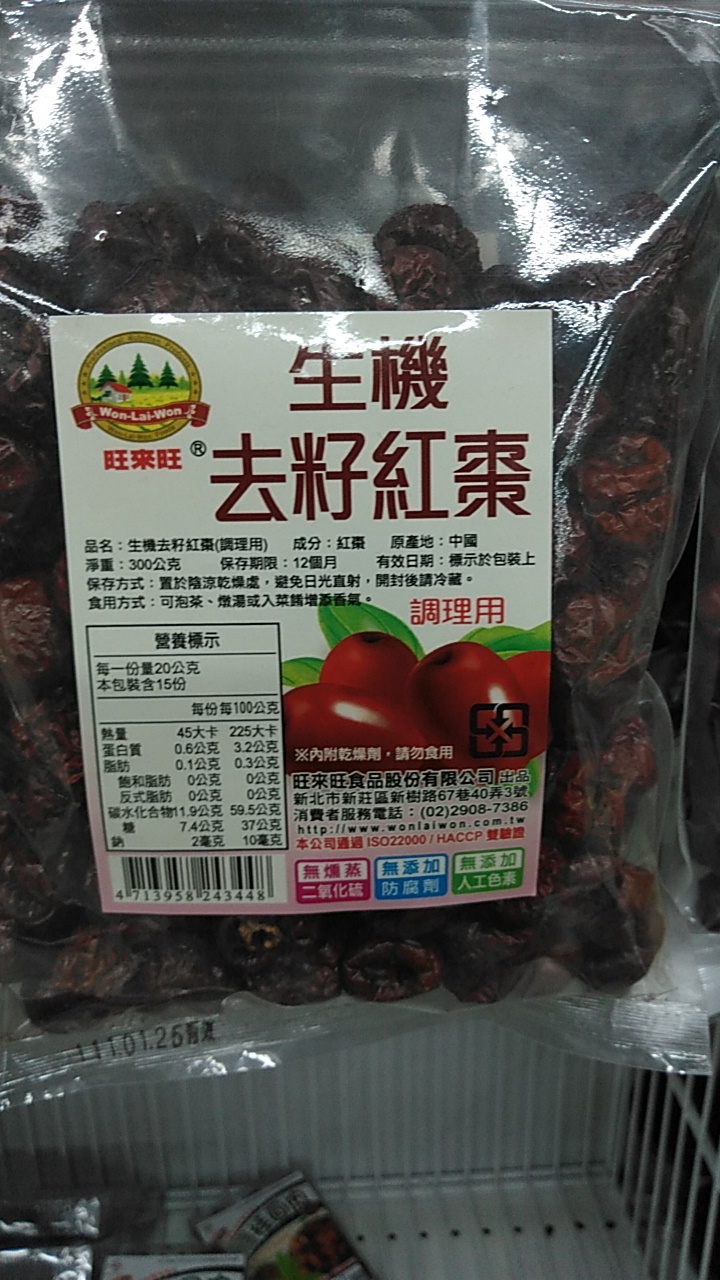 Won-Lai-Won
旺來旺®
生機
去籽紅棗
品名：生機去籽紅棗(調理用) 成分：紅棗 原產地：中國
淨重：300公克 保存期限：12個月 有效日期：標示於包裝上
保存方式：置於陰涼乾燥處，避免日光直射，開封後請冷藏。
食用方式：可泡茶、燉湯或入菜餚增添香氣。
調理用
營養標示
每一份量20公克
本包裝含15份
每份 每100公克
熱量 45大卡 225大卡
蛋白質 0.6公克 3.2公克
脂肪 0.1公克 0.3公克
飽和脂肪 0公克 0公克
反式脂肪 0公克 0公克
碳水化合物 11.9公克 59.5公克
糖 7.4公克 37公克
鈉 2毫克 10毫克
※內附乾燥劑，請勿食用
旺來旺食品股份有限公司 出品
新北市新莊區新樹路67巷40弄3號
消費者服務電話：(02)2908-7386
http://www.wonlaiwon.com.tw
本公司通過 ISO22000 / HACCP 雙驗證
無燻蒸
二氧化硫
無添加
防腐劑
無添加
人工色素
4 713958 243448
111.01.26